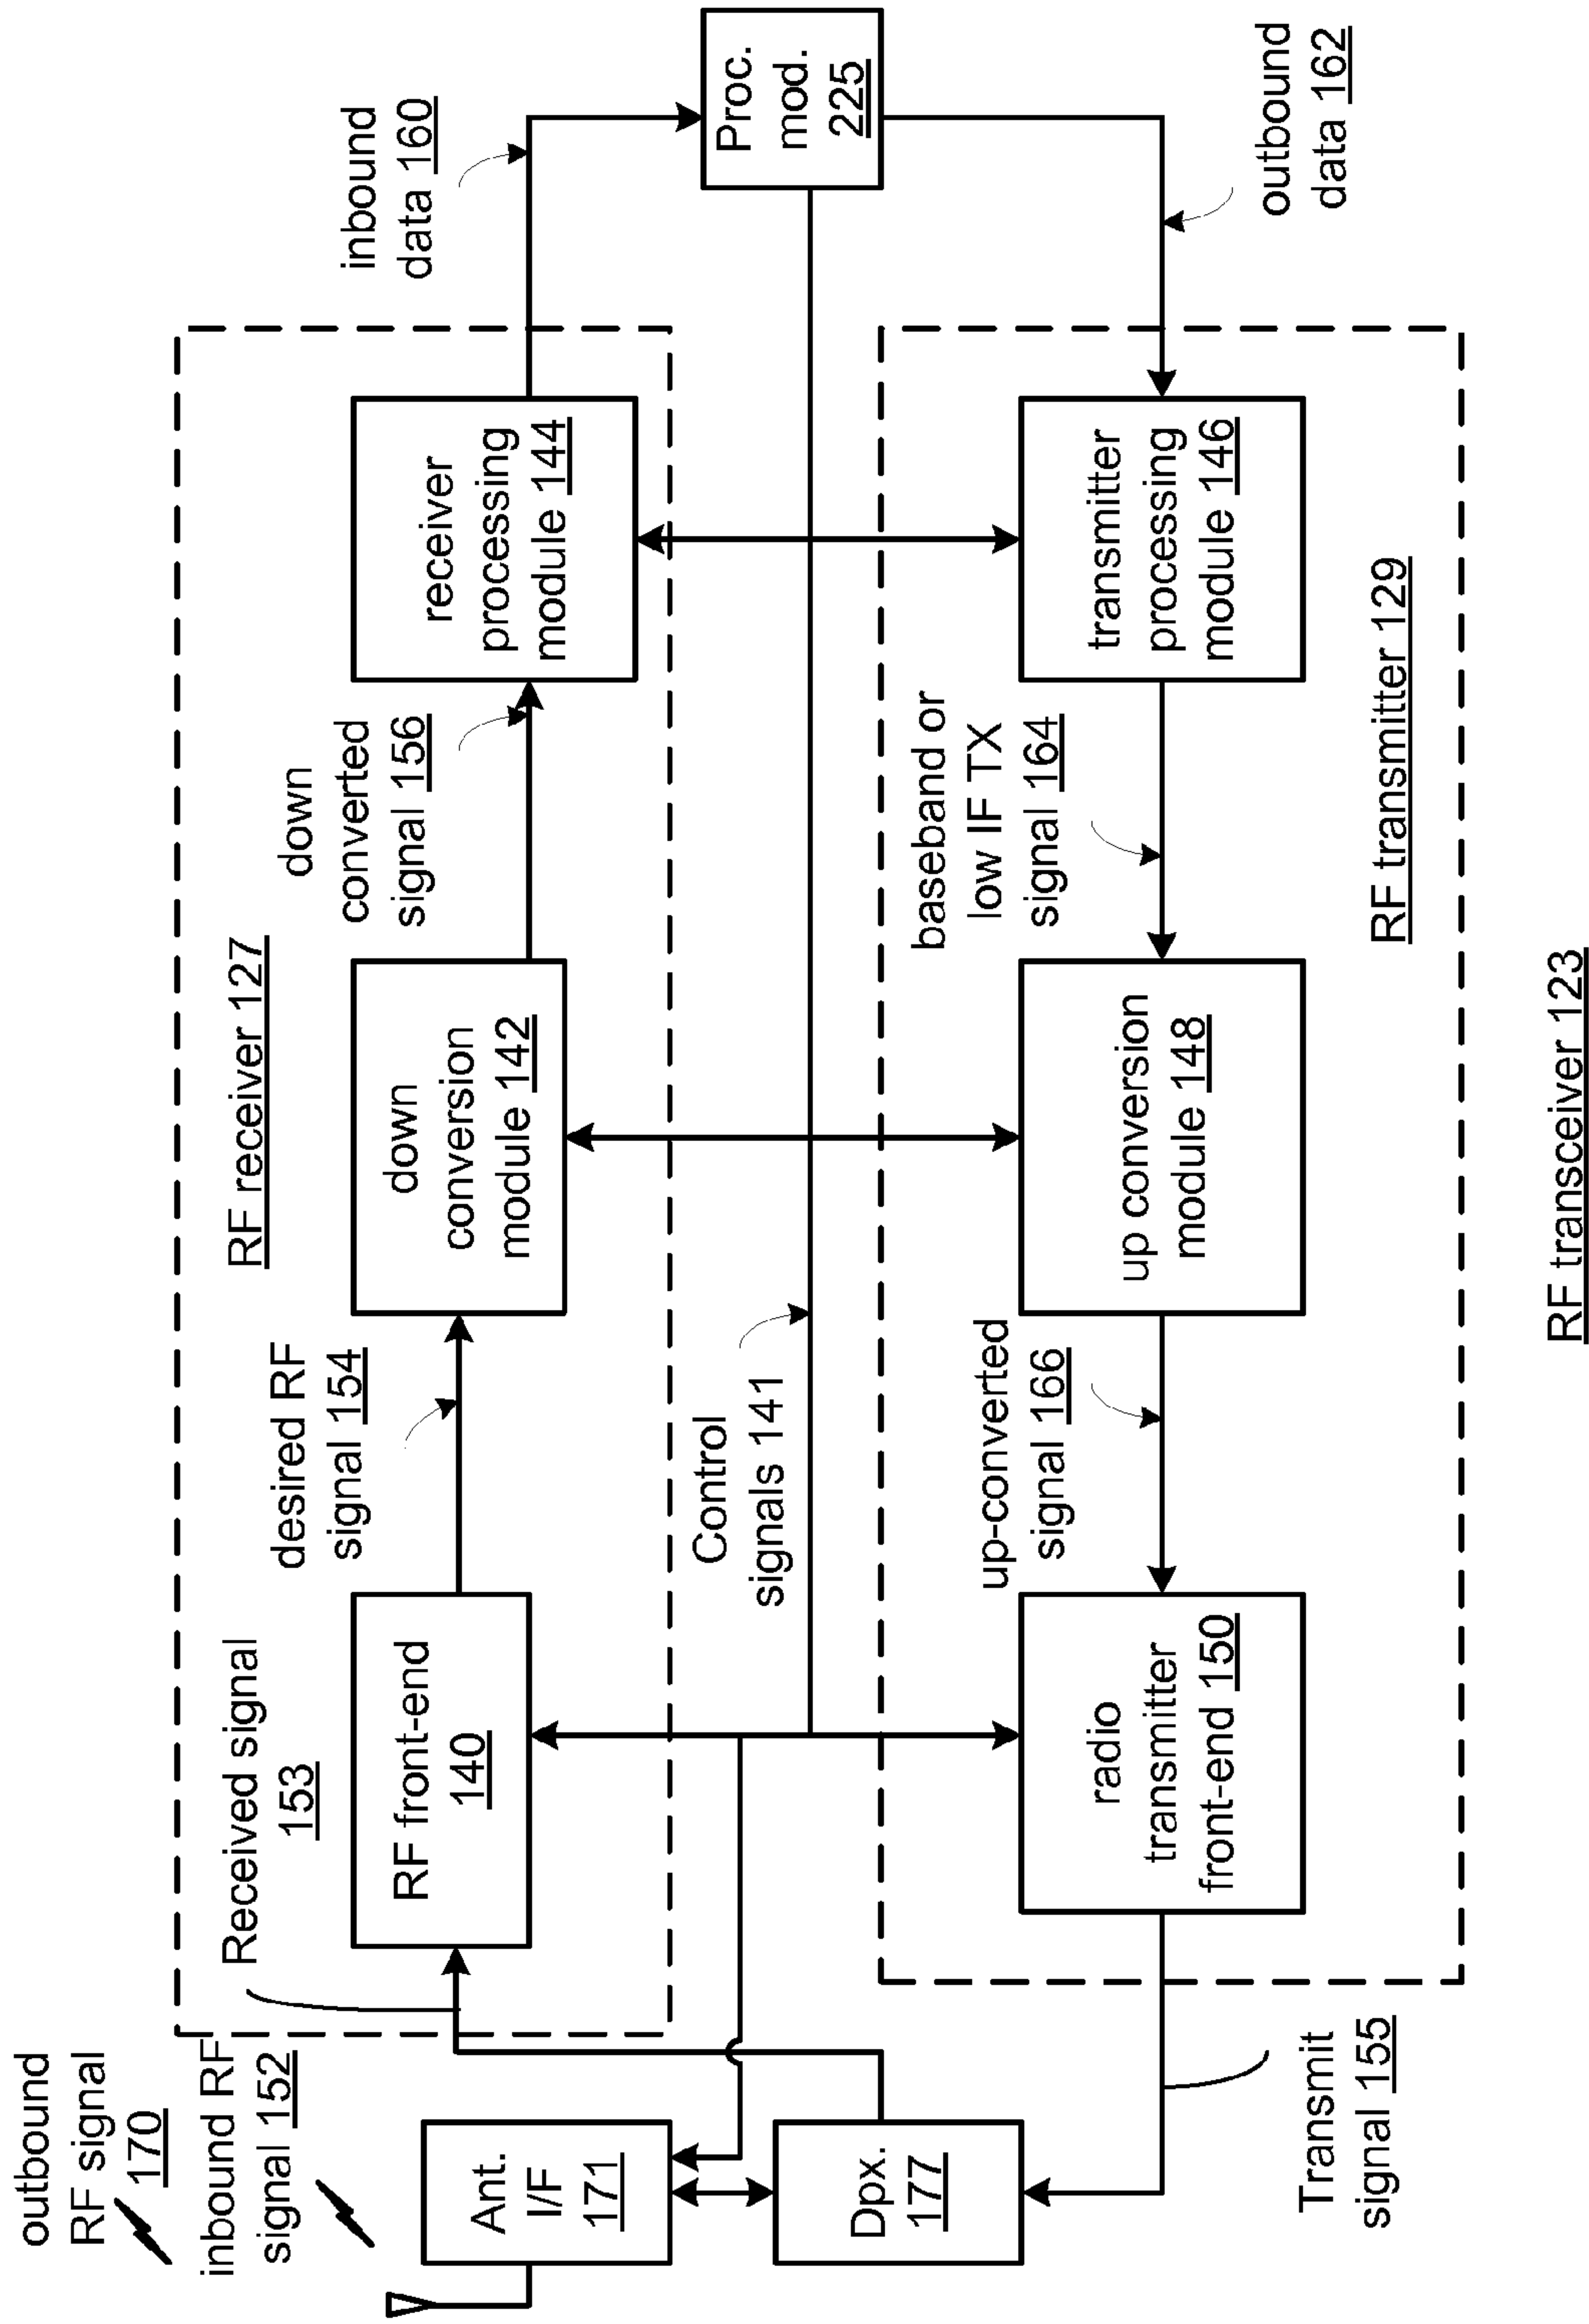 outbound
RF signal
170
inbound RF
signal 152
Received signal
153
RF receiver 127
desired RF
signal 154
down
converted
signal 156
inbound
data 160
RF front-end
140
down
conversion
module 142
receiver
processing
module 144
Ant.
I/F
171
Control
signals 141
Proc.
mod.
225
Dpx.
177
up-converted
signal 166
baseband or
low IF TX
signal 164
radio
transmitter
front-end 150
up conversion
module 148
transmitter
processing
module 146
outbound
data 162
Transmit
signal 155
RF transmitter 129
RF transceiver 123